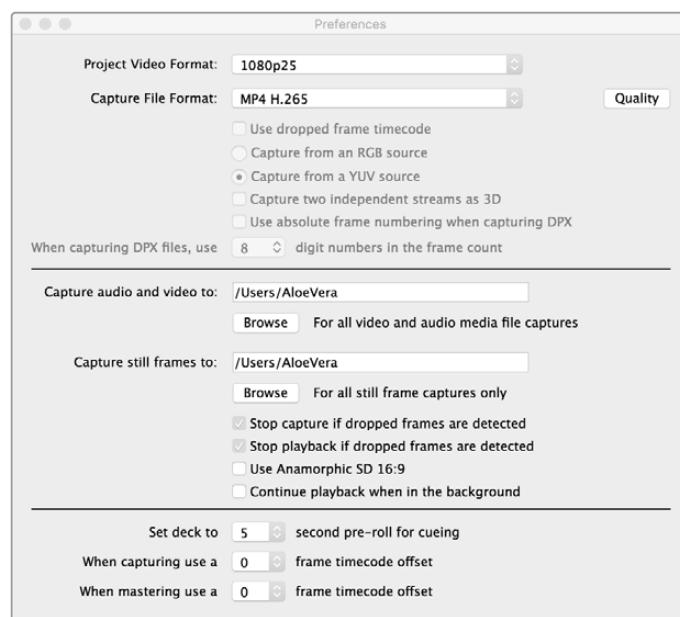 Preferences
Project Video Format: 1080p25
Capture File Format: MP4 H.265 Quality
Use dropped frame timecode
Capture from an RGB source
Capture from a YUV source
Capture two independent streams as 3D
Use absolute frame numbering when capturing DPX
When capturing DPX files, use 8 digit numbers in the frame count
Capture audio and video to: /Users/AloeVera
Browse For all video and audio media file captures
Capture still frames to: /Users/AloeVera
Browse For all still frame captures only
Stop capture if dropped frames are detected
Stop playback if dropped frames are detected
Use Anamorphic SD 16:9
Continue playback when in the background
Set deck to 5 second pre-roll for cueing
When capturing use a 0 frame timecode offset
When mastering use a 0 frame timecode offset